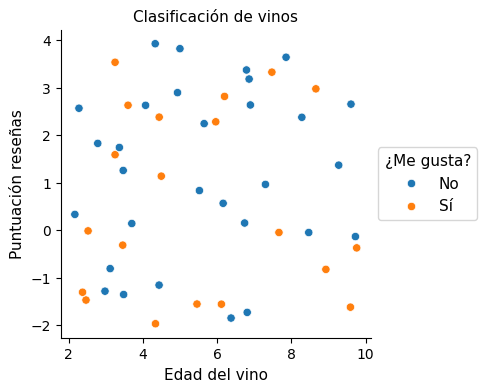 Clasificación de vinos
4
3
2
1
0
−1
−2
Puntuación reseñas
2
4
6
8
10
Edad del vino
¿Me gusta?
No
Sí